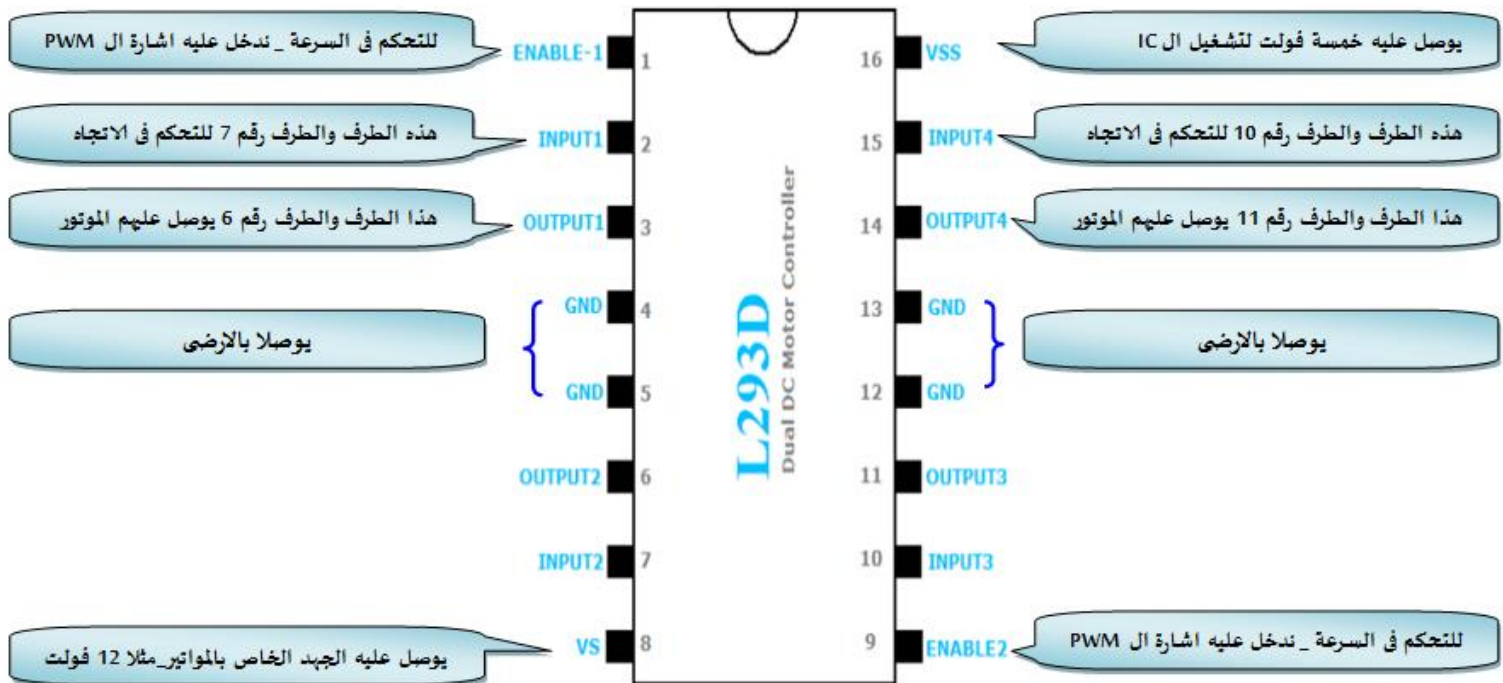 للتحكم فى السرعة _ ندخل عليه اشارة ال PWM
ENABLE-1
1
16
VSS
يوصل عليه خمسة فولت لتشغيل ال IC
هذه الطرف والطرف رقم 7 للتحكم فى الاتجاه
INPUT1
2
15
INPUT4
هذه الطرف والطرف رقم 10 للتحكم فى الاتجاه
هذا الطرف والطرف رقم 6 يوصل عليهم الموتور
OUTPUT1
3
14
OUTPUT4
هذا الطرف والطرف رقم 11 يوصل عليهم الموتور
L293D
Dual DC Motor Controller
GND
4
13
GND
يوصلا بالارضى
يوصلا بالارضى
GND
5
12
GND
OUTPUT2
6
11
OUTPUT3
INPUT2
7
10
INPUT3
يوصل عليه الجهد الخاص بالمواتير_مثلا 12 فولت
VS
8
9
ENABLE2
للتحكم فى السرعة _ ندخل عليه اشارة ال PWM